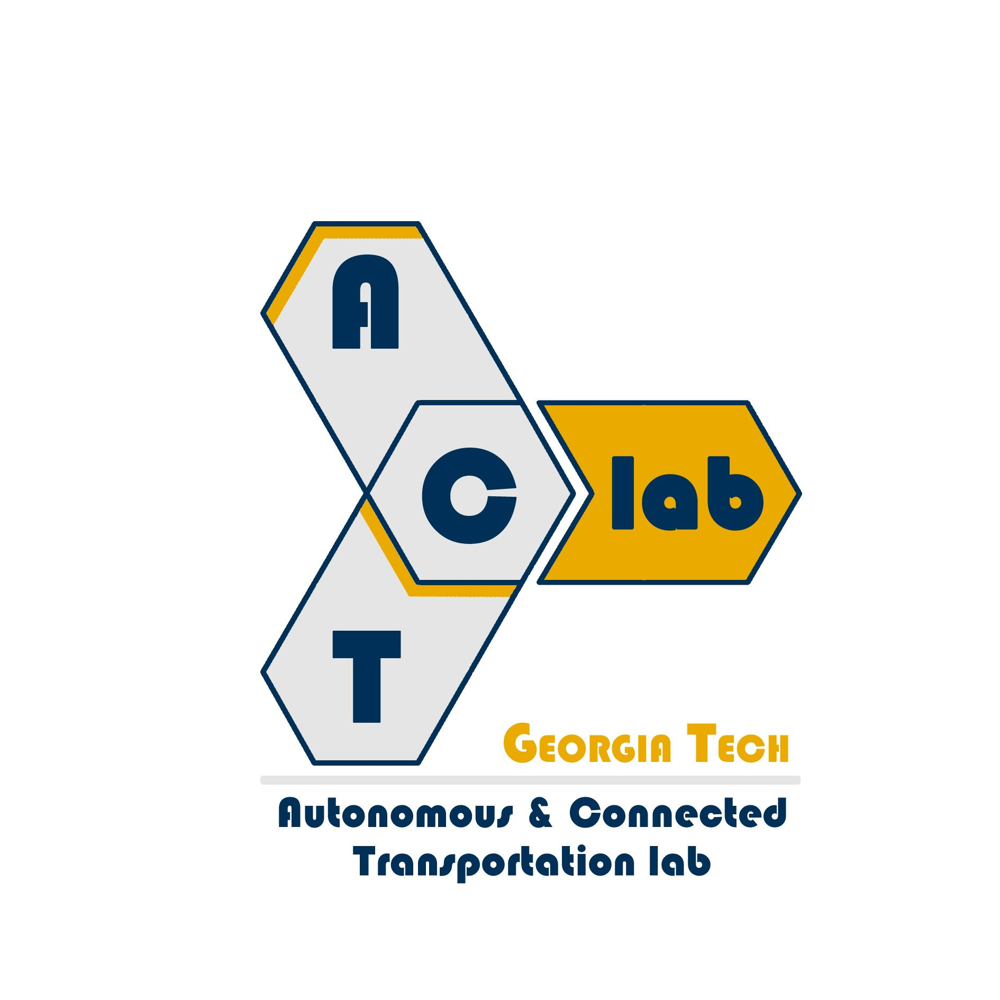 A
C
lab
T
GEORGIA TECH
Autonomous & Connected
Transportation lab